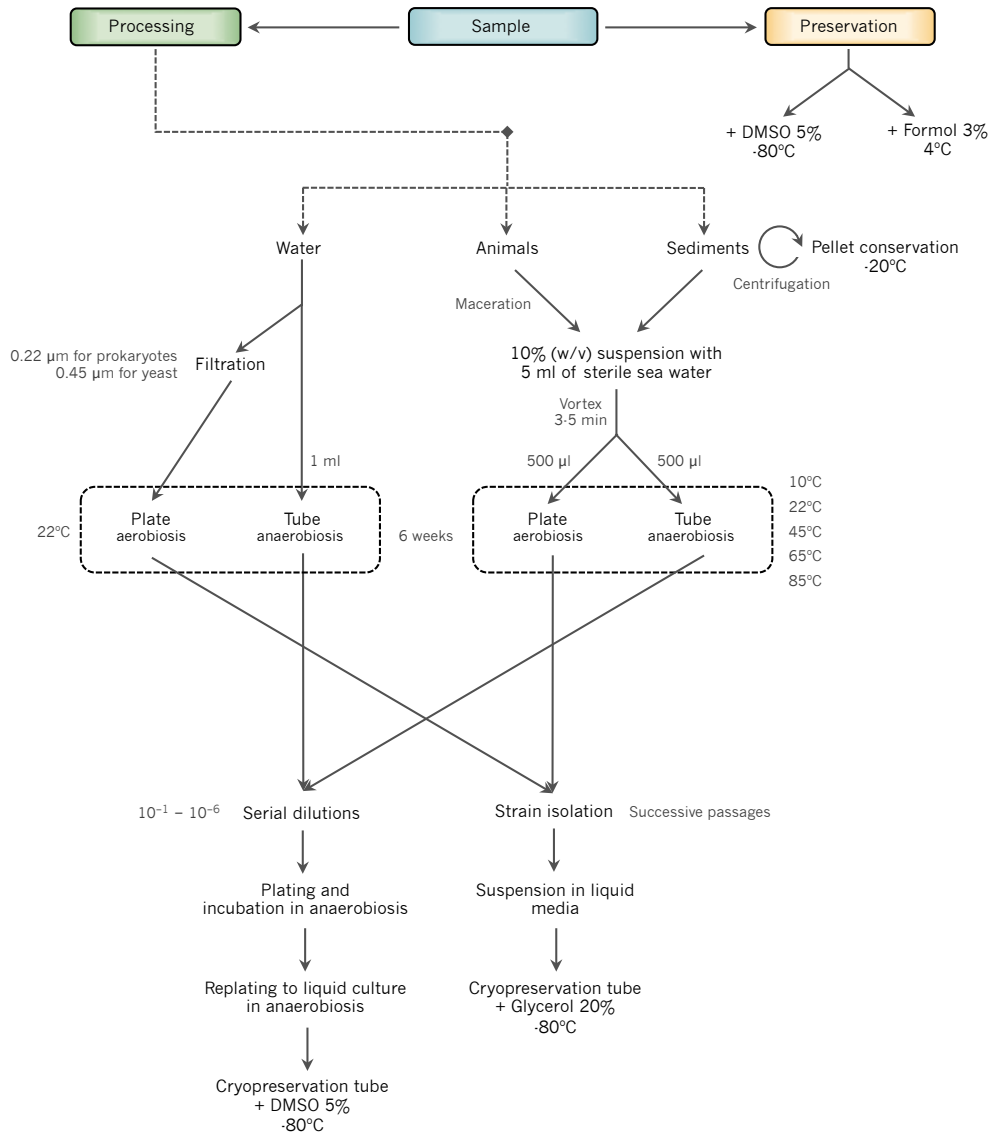 Processing
Sample
Preservation
+ DMSO 5%
-80ºC
+ Formol 3%
4ºC
Water
Animals
Sediments
Pellet conservation
-20ºC
Centrifugation
Maceration
0.22 µm for prokaryotes
0.45 µm for yeast
Filtration
10% (w/v) suspension with
5 ml of sterile sea water
Vortex
3-5 min
1 ml
500 µl
500 µl
22ºC
Plate
aerobiosis
Tube
anaerobiosis
6 weeks
Plate
aerobiosis
Tube
anaerobiosis
10ºC
22ºC
45ºC
65ºC
85ºC
10⁻¹ – 10⁻⁶
Serial dilutions
Strain isolation
Successive passages
Plating and
incubation in anaerobiosis
Suspension in liquid
media
Replating to liquid culture
in anaerobiosis
Cryopreservation tube
+ Glycerol 20%
-80ºC
Cryopreservation tube
+ DMSO 5%
-80ºC